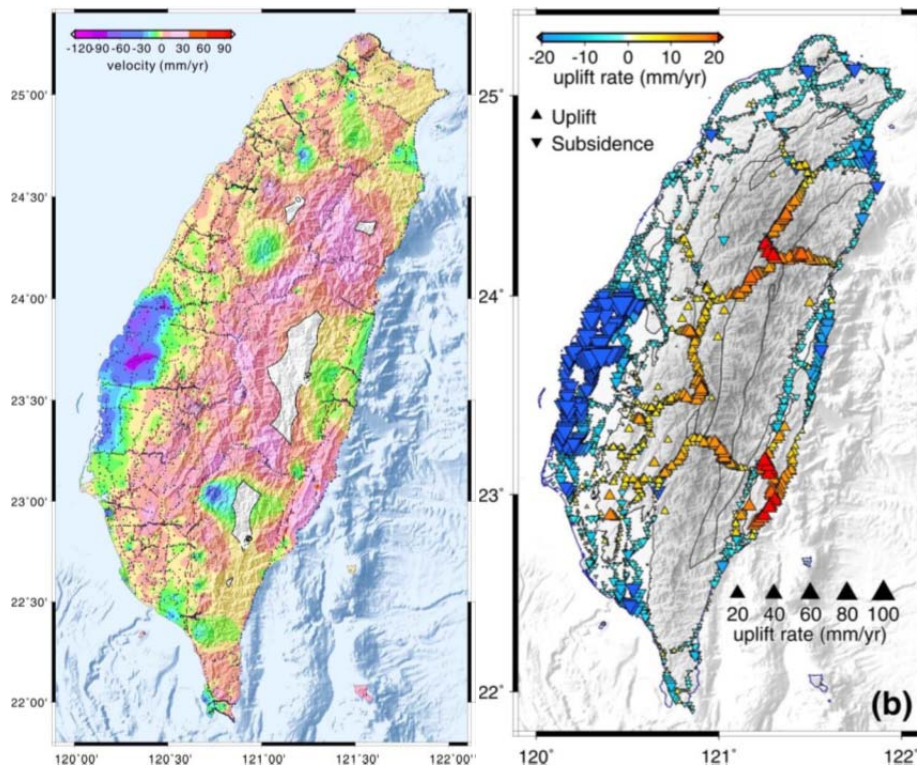 -120 -90 -60 -30 0 30 60 90
velocity (mm/yr)
25°00'
24°30'
24°00'
23°30'
23°00'
22°30'
22°00'
120°00' 120°30' 121°00' 121°30' 122°00'
-20 -10 0 10 20
uplift rate (mm/yr)
Uplift
Subsidence
25°
24°
23°
22°
20 40 60 80 100
uplift rate (mm/yr)
(b)
120° 121° 122°